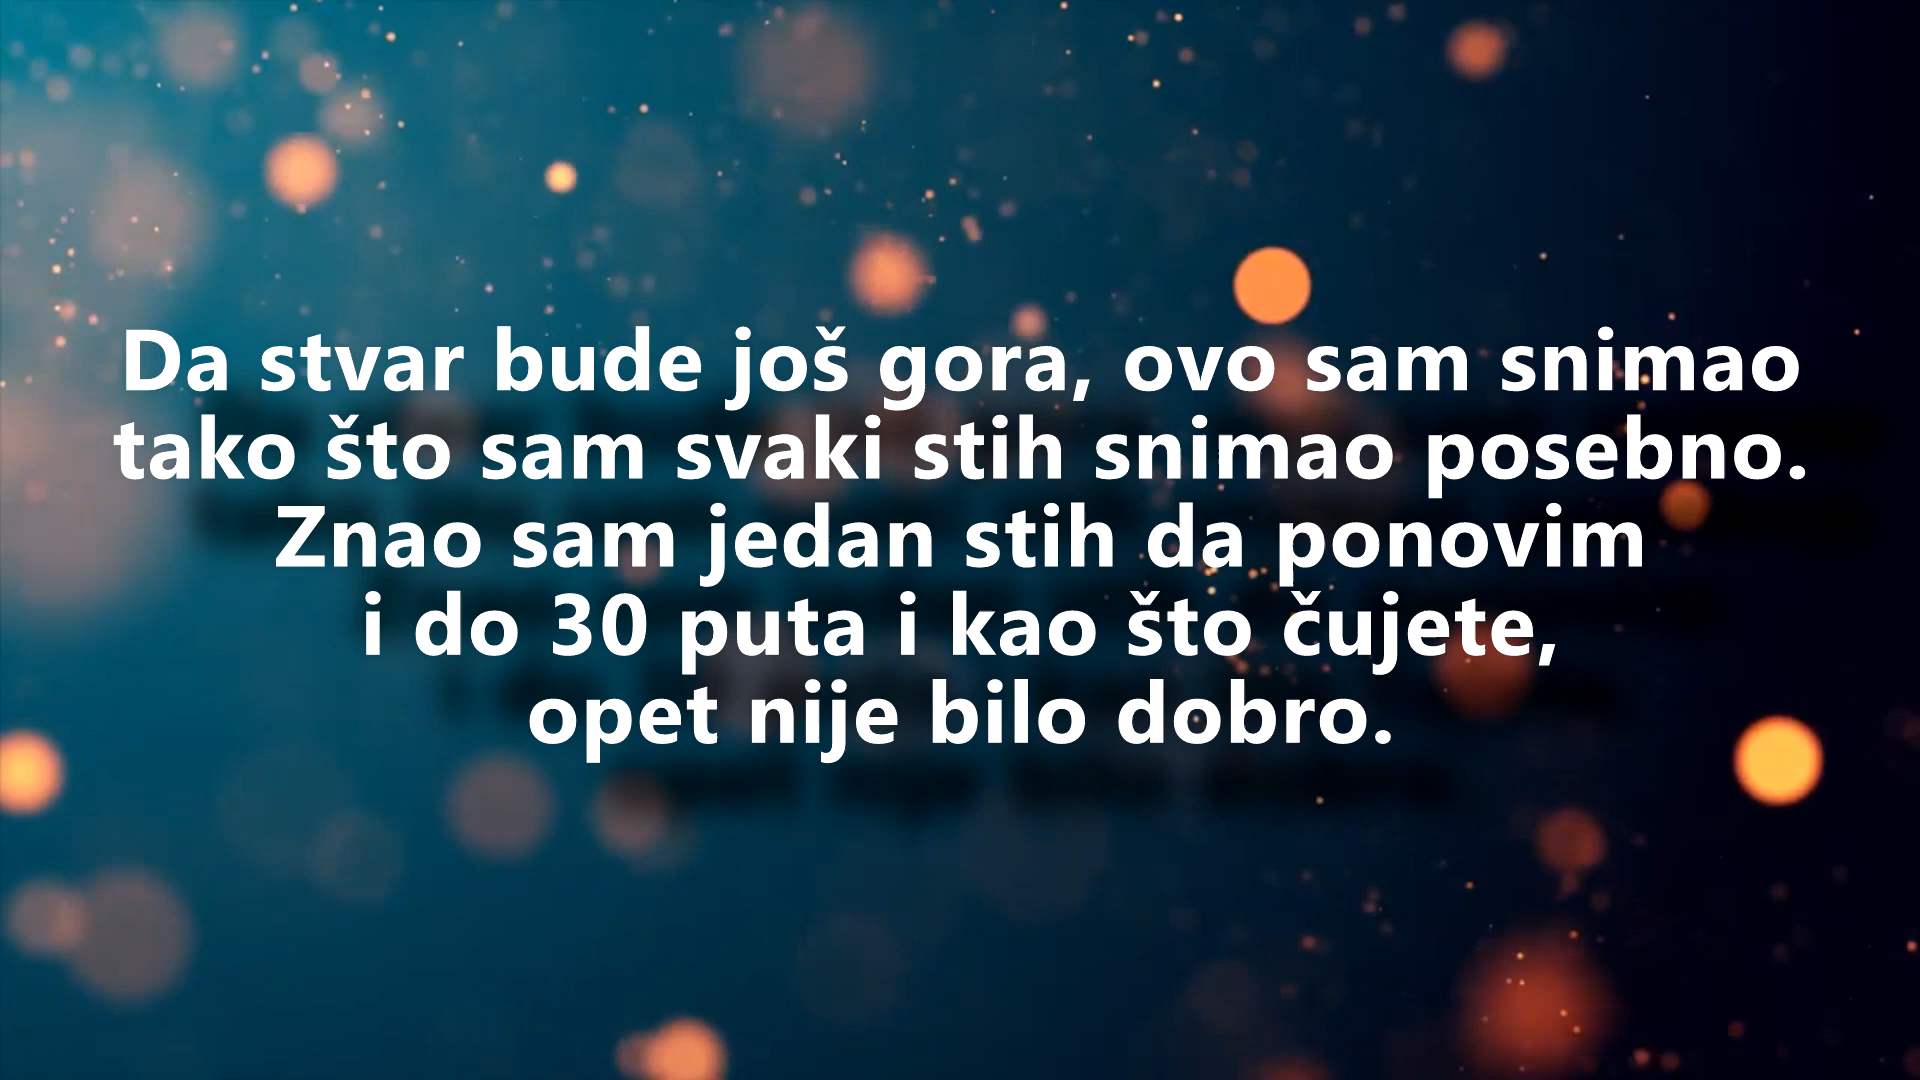 Da stvar bude još gora, ovo sam snimao
tako što sam svaki stih snimao posebno.
Znao sam jedan stih da ponovim
i do 30 puta i kao što čujete,
opet nije bilo dobro.